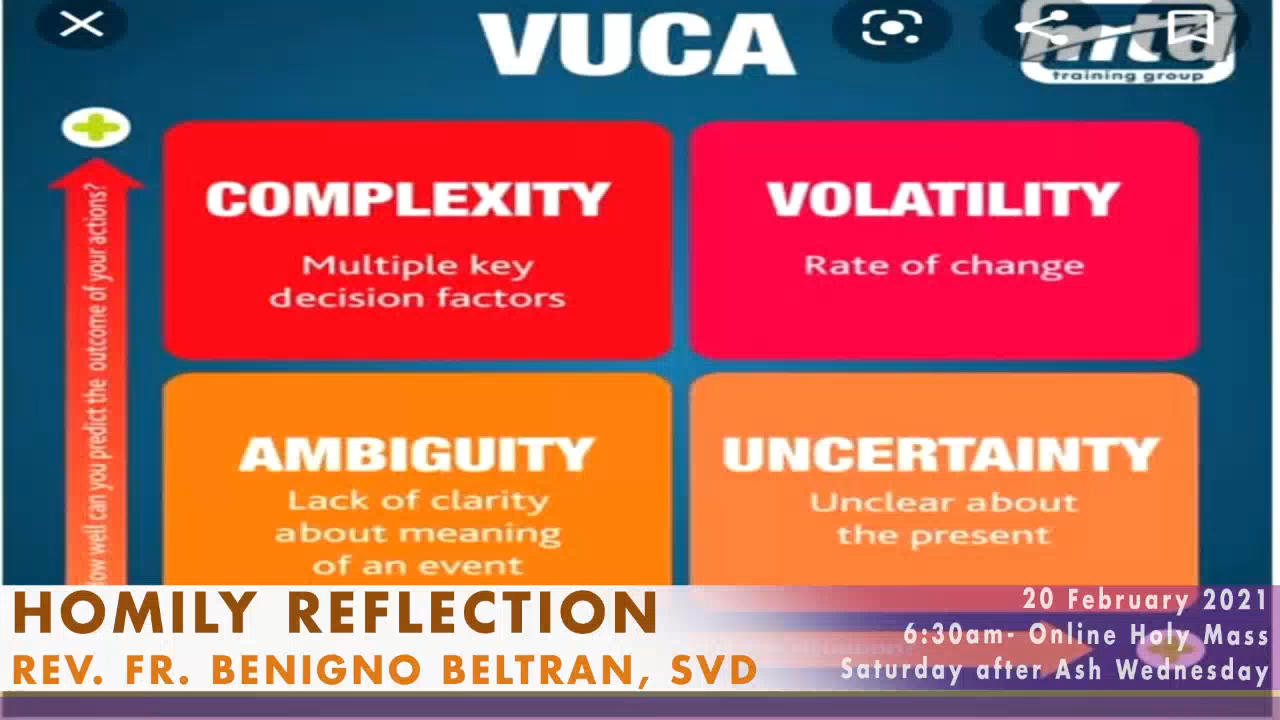 VUCA
mtd
training group
How well can you predict the outcome of your actions?
COMPLEXITY
Multiple key
decision factors
VOLATILITY
Rate of change
AMBIGUITY
Lack of clarity
about meaning
of an event
UNCERTAINTY
Unclear about
the present
HOMILY REFLECTION
REV. FR. BENIGNO BELTRAN, SVD
20 February 2021
6:30am- Online Holy Mass
Saturday after Ash Wednesday